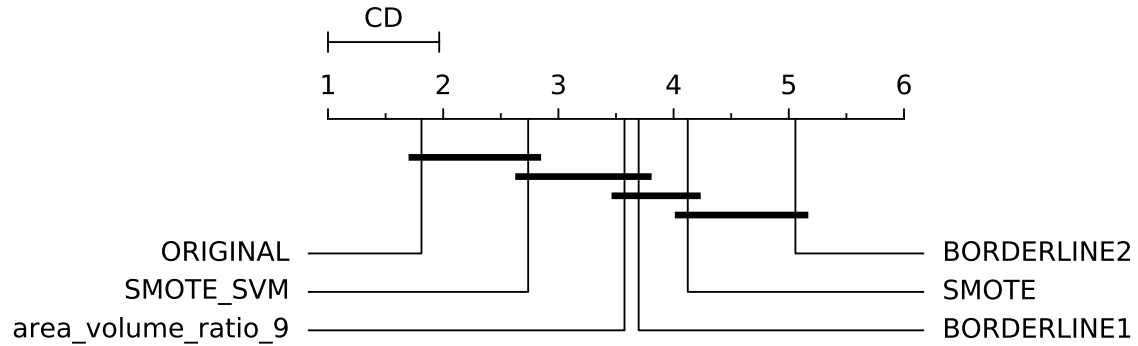 CD
1 2 3 4 5 6
ORIGINAL BORDERLINE2
SMOTE_SVM SMOTE
area_volume_ratio_9 BORDERLINE1